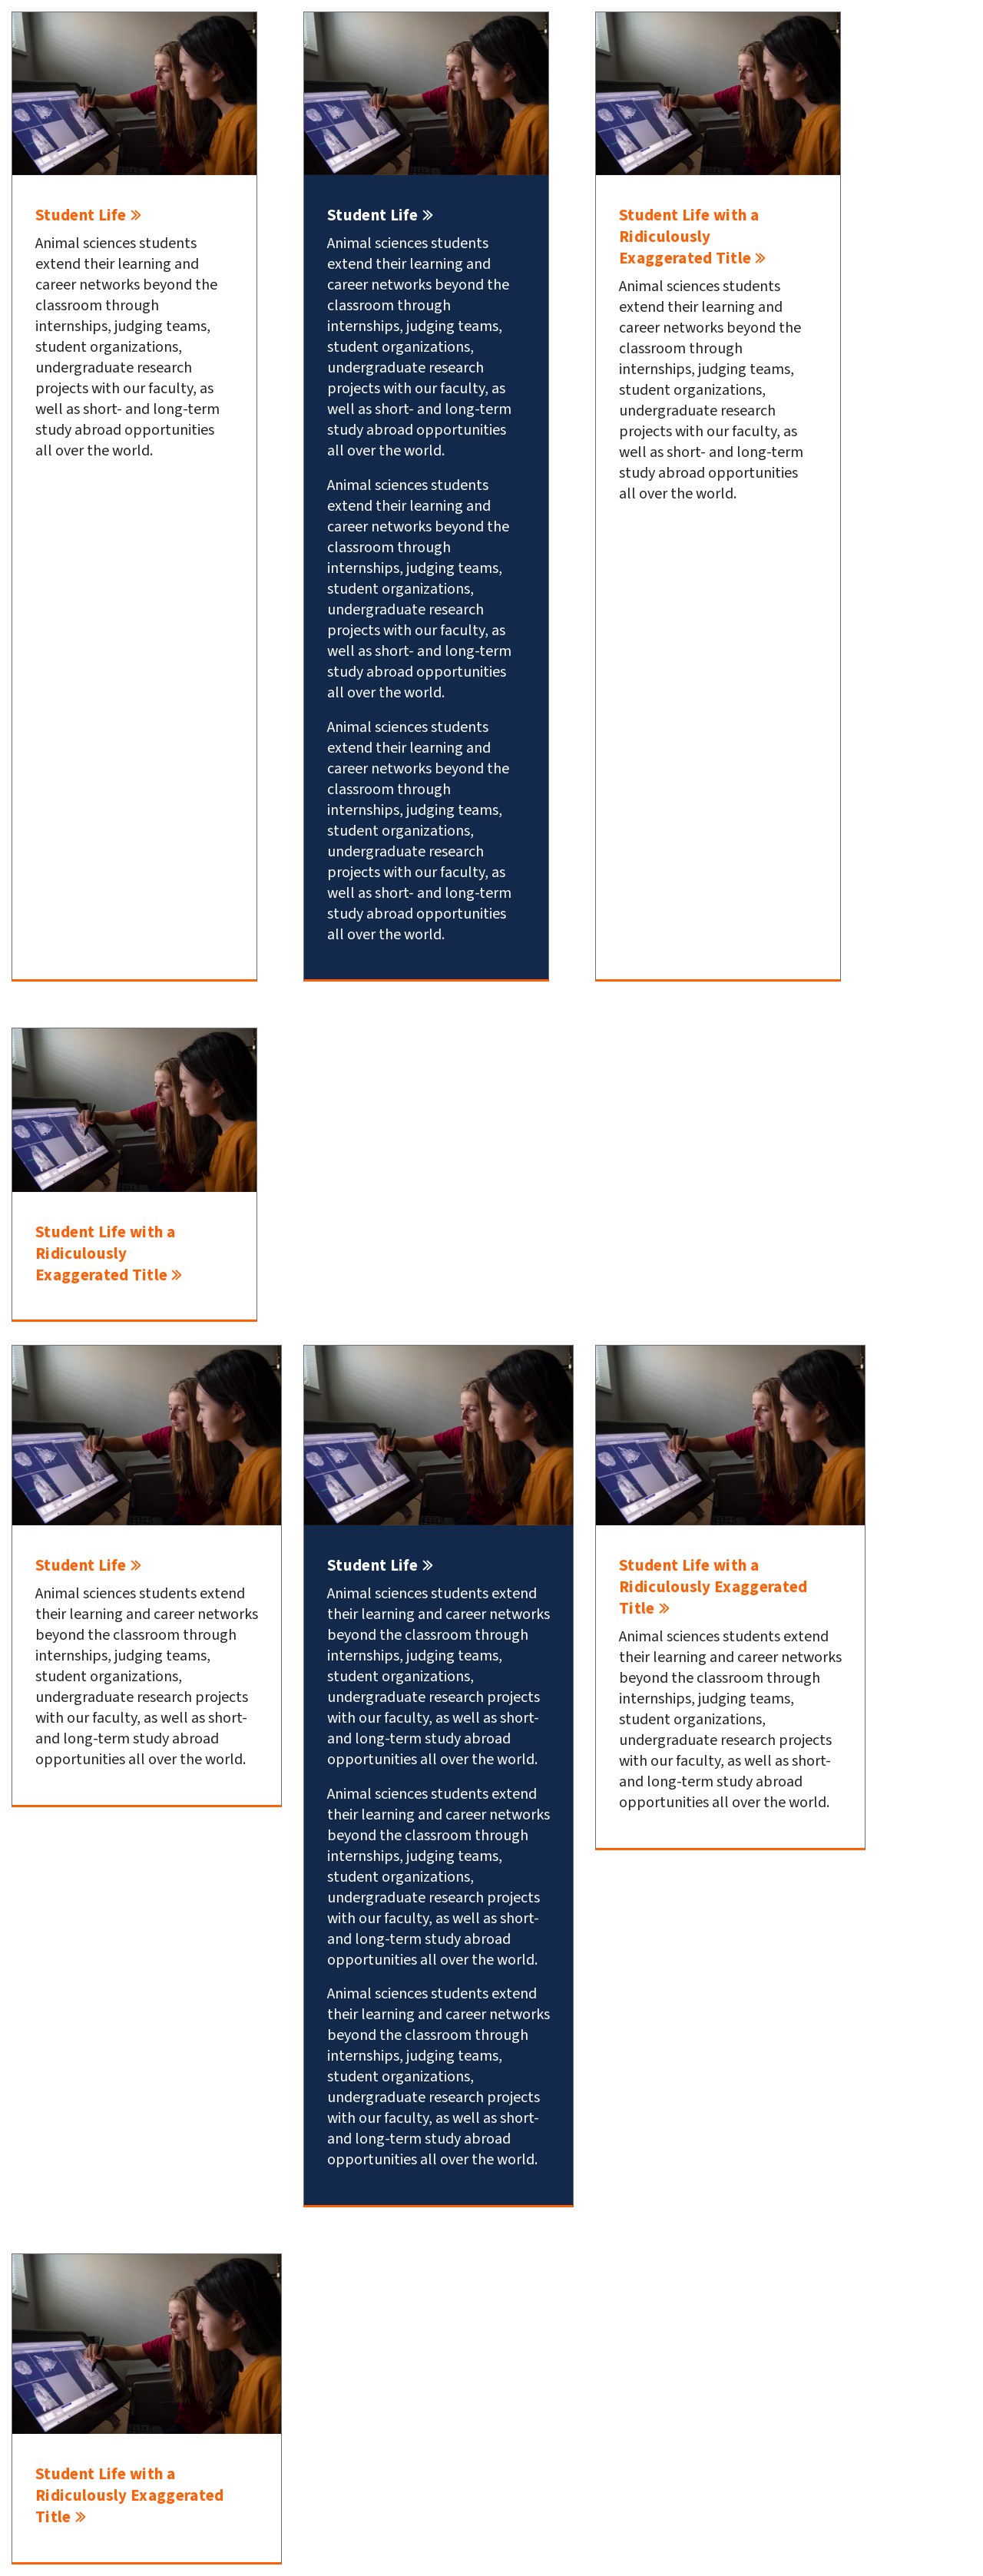 Student Life »
Animal sciences students
extend their learning and
career networks beyond the
classroom through
internships, judging teams,
student organizations,
undergraduate research
projects with our faculty, as
well as short- and long-term
study abroad opportunities
all over the world.
Student Life »
Animal sciences students
extend their learning and
career networks beyond the
classroom through
internships, judging teams,
student organizations,
undergraduate research
projects with our faculty, as
well as short- and long-term
study abroad opportunities
all over the world.
Animal sciences students
extend their learning and
career networks beyond the
classroom through
internships, judging teams,
student organizations,
undergraduate research
projects with our faculty, as
well as short- and long-term
study abroad opportunities
all over the world.
Animal sciences students
extend their learning and
career networks beyond the
classroom through
internships, judging teams,
student organizations,
undergraduate research
projects with our faculty, as
well as short- and long-term
study abroad opportunities
all over the world.
Student Life with a
Ridiculously
Exaggerated Title »
Animal sciences students
extend their learning and
career networks beyond the
classroom through
internships, judging teams,
student organizations,
undergraduate research
projects with our faculty, as
well as short- and long-term
study abroad opportunities
all over the world.
Student Life with a
Ridiculously
Exaggerated Title »
Student Life »
Animal sciences students extend
their learning and career networks
beyond the classroom through
internships, judging teams,
student organizations,
undergraduate research projects
with our faculty, as well as short-
and long-term study abroad
opportunities all over the world.
Student Life »
Animal sciences students extend
their learning and career networks
beyond the classroom through
internships, judging teams,
student organizations,
undergraduate research projects
with our faculty, as well as short-
and long-term study abroad
opportunities all over the world.
Animal sciences students extend
their learning and career networks
beyond the classroom through
internships, judging teams,
student organizations,
undergraduate research projects
with our faculty, as well as short-
and long-term study abroad
opportunities all over the world.
Animal sciences students extend
their learning and career networks
beyond the classroom through
internships, judging teams,
student organizations,
undergraduate research projects
with our faculty, as well as short-
and long-term study abroad
opportunities all over the world.
Student Life with a
Ridiculously Exaggerated
Title »
Animal sciences students extend
their learning and career networks
beyond the classroom through
internships, judging teams,
student organizations,
undergraduate research projects
with our faculty, as well as short-
and long-term study abroad
opportunities all over the world.
Student Life with a
Ridiculously Exaggerated
Title »